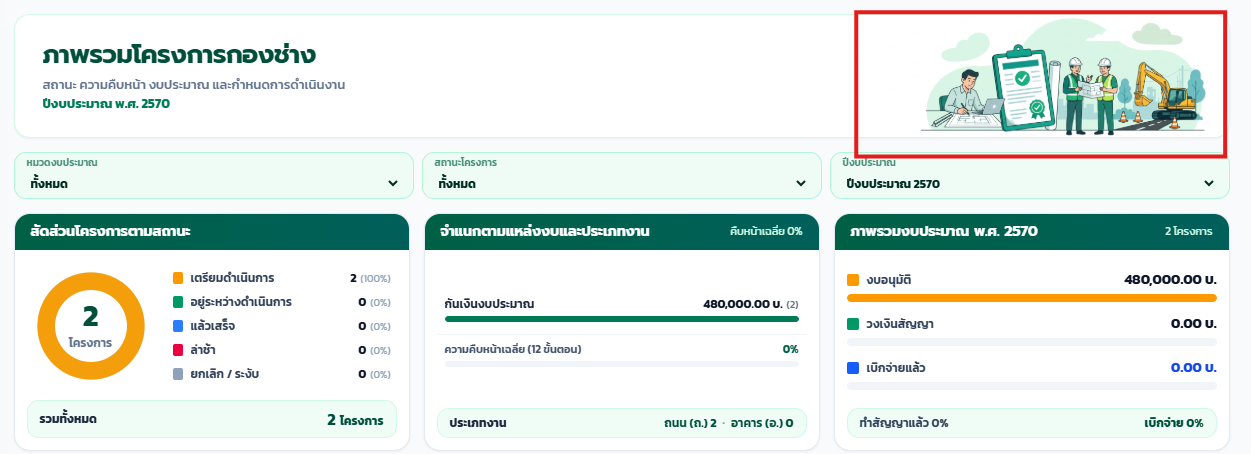 ภาพรวมโครงการกองช่าง
สถานะ ความคืบหน้า งบประมาณ และกำหนดการดำเนินงาน
ปีงบประมาณ พ.ศ. 2570
หมวดงบประมาณ
ทั้งหมด
สถานะโครงการ
ทั้งหมด
ปีงบประมาณ
ปีงบประมาณ 2570
สัดส่วนโครงการตามสถานะ
2
โครงการ
เตรียมดำเนินการ 2 (100%)
อยู่ระหว่างดำเนินการ 0 (0%)
แล้วเสร็จ 0 (0%)
ล่าช้า 0 (0%)
ยกเลิก / ระงับ 0 (0%)
รวมทั้งหมด 2 โครงการ
จำแนกตามแหล่งงบและประเภทงาน คืบหน้าเฉลี่ย 0%
กันเงินงบประมาณ 480,000.00 บ. (2)
ความคืบหน้าเฉลี่ย (12 ขั้นตอน) 0%
ประเภทงาน ถนน (ถ.) 2 · อาคาร (อ.) 0
ภาพรวมงบประมาณ พ.ศ. 2570 2 โครงการ
งบอนุมัติ 480,000.00 บ.
วงเงินสัญญา 0.00 บ.
เบิกจ่ายแล้ว 0.00 บ.
ทำสัญญาแล้ว 0% เบิกจ่าย 0%